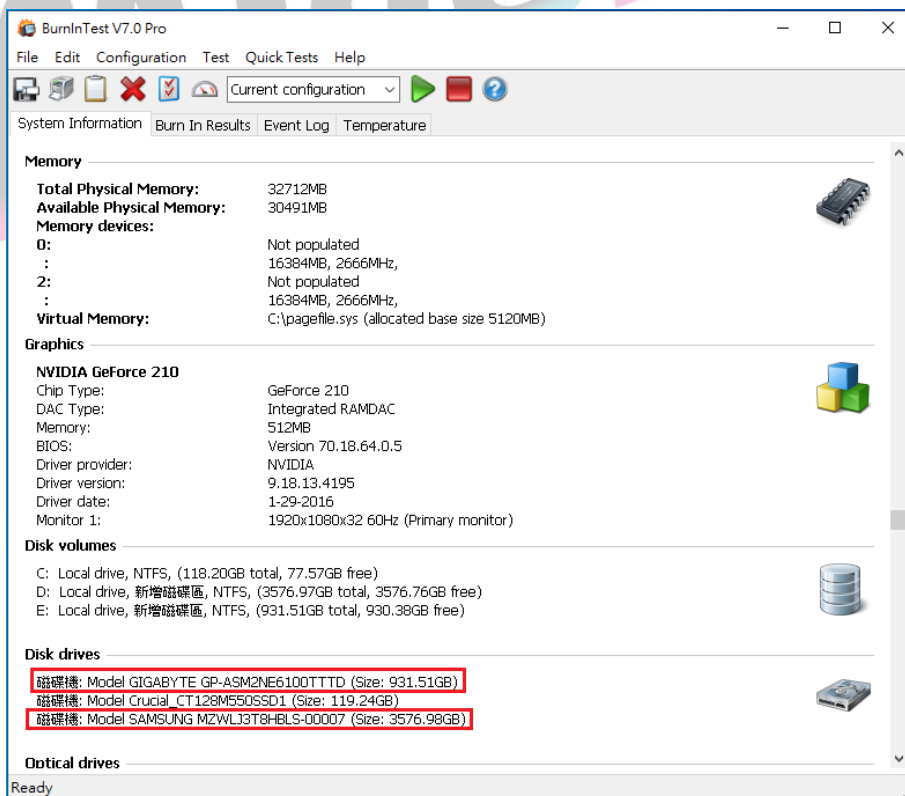 BurnInTest V7.0 Pro
File Edit Configuration Test Quick Tests Help
Current configuration
System Information Burn In Results Event Log Temperature
Memory
Total Physical Memory: 32712MB
Available Physical Memory: 30491MB
Memory devices:
0: Not populated
: 16384MB, 2666MHz,
2: Not populated
: 16384MB, 2666MHz,
Virtual Memory: C:\pagefile.sys (allocated base size 5120MB)
Graphics
NVIDIA GeForce 210
Chip Type: GeForce 210
DAC Type: Integrated RAMDAC
Memory: 512MB
BIOS: Version 70.18.64.0.5
Driver provider: NVIDIA
Driver version: 9.18.13.4195
Driver date: 1-29-2016
Monitor 1: 1920x1080x32 60Hz (Primary monitor)
Disk volumes
C: Local drive, NTFS, (118.20GB total, 77.57GB free)
D: Local drive, 新增磁碟區, NTFS, (3576.97GB total, 3576.76GB free)
E: Local drive, 新增磁碟區, NTFS, (931.51GB total, 930.38GB free)
Disk drives
磁碟機: Model GIGABYTE GP-ASM2NE6100TTTD (Size: 931.51GB)
磁碟機: Model Crucial_CT128M550SSD1 (Size: 119.24GB)
磁碟機: Model SAMSUNG MZWLJ3T8HBLS-00007 (Size: 3576.98GB)
Optical drives
Ready